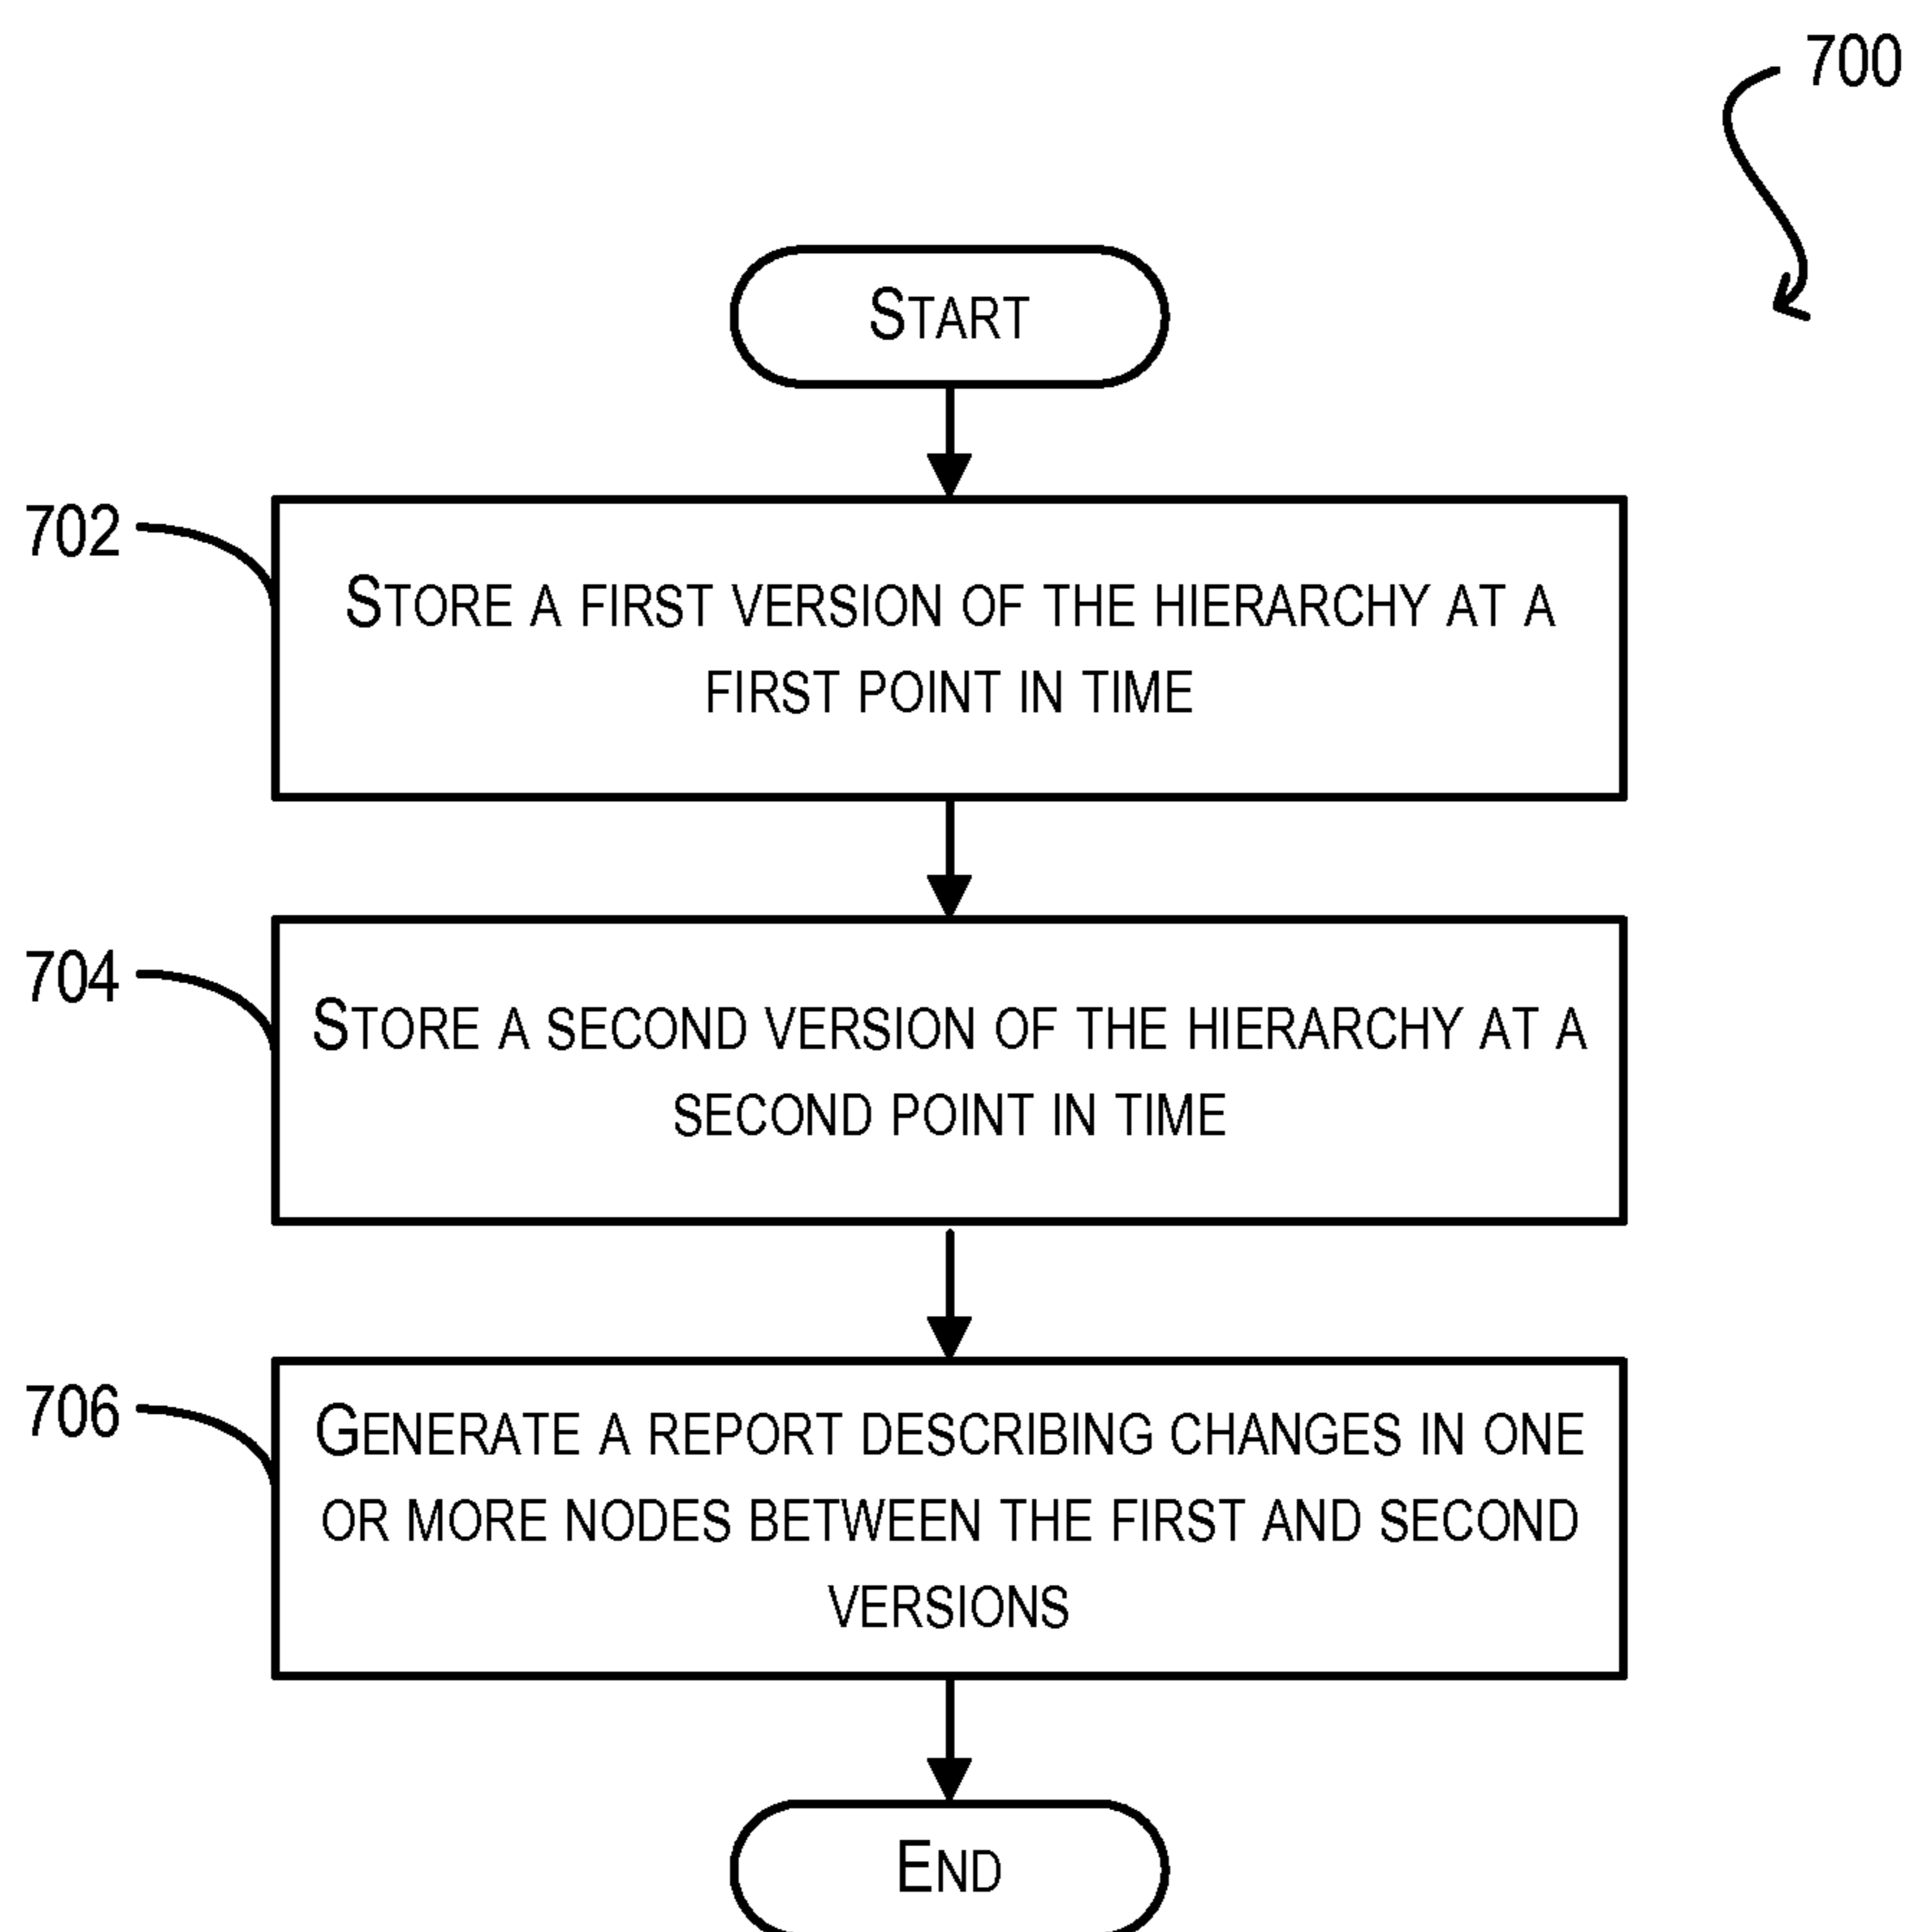 700
START
702
STORE A FIRST VERSION OF THE HIERARCHY AT A
FIRST POINT IN TIME
704
STORE A SECOND VERSION OF THE HIERARCHY AT A
SECOND POINT IN TIME
706
GENERATE A REPORT DESCRIBING CHANGES IN ONE
OR MORE NODES BETWEEN THE FIRST AND SECOND
VERSIONS
END